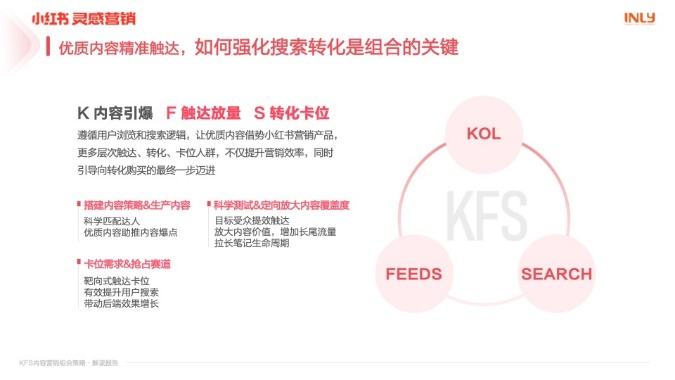 小红书 灵感营销
INLY
优质内容精准触达，如何强化搜索转化是组合的关键
K 内容引爆 F 触达放量 S 转化卡位
遵循用户浏览和搜索逻辑，让优质内容借势小红书营销产品，
更多层次触达、转化、卡位人群，不仅提升营销效率，同时
引导向转化购买的最终一步迈进
搭建内容策略&生产内容
科学匹配达人
优质内容助推内容爆点
科学测试&定向放大内容覆盖度
目标受众提效触达
放大内容价值，增加长尾流量
拉长笔记生命周期
卡位需求&抢占赛道
靶向式触达卡位
有效提升用户搜索
带动后端效果增长
KOL
KFS
FEEDS
SEARCH
KFS内容营销组合策略 · 解读报告